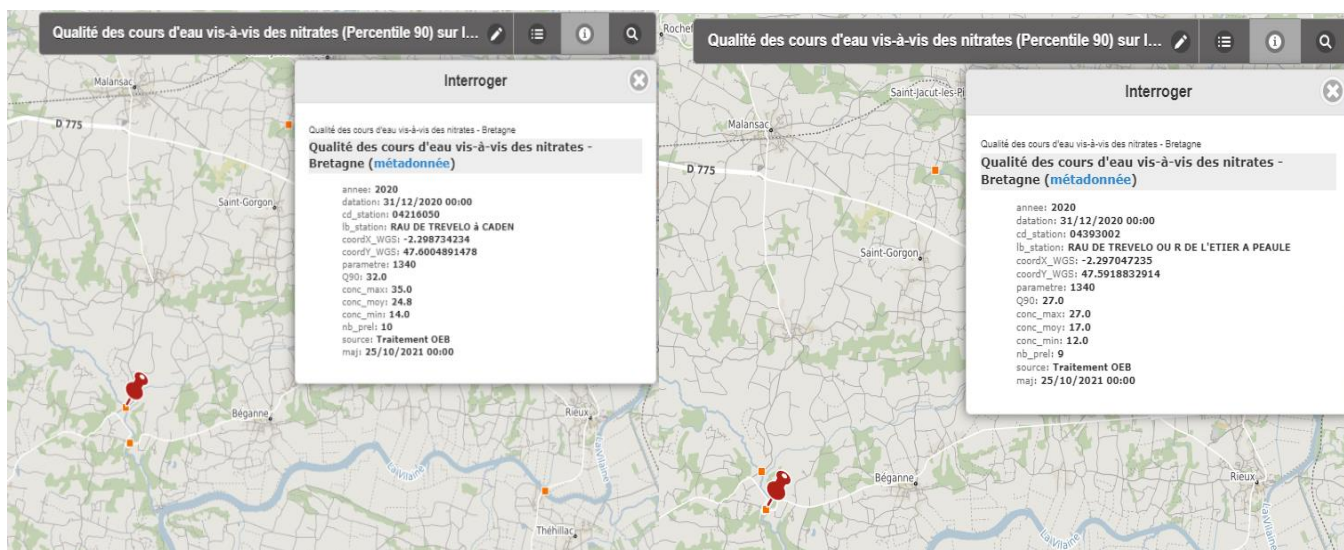 Qualité des cours d'eau vis-à-vis des nitrates (Percentile 90) sur l...
Interroger
Qualité des cours d'eau vis-à-vis des nitrates - Bretagne
Qualité des cours d'eau vis-à-vis des nitrates -
Bretagne (métadonnée)
annee: 2020
datation: 31/12/2020 00:00
cd_station: 04216050
lb_station: RAU DE TREVELO à CADEN
coordX_WGS: -2.298734234
coordY_WGS: 47.6004891478
parametre: 1340
Q90: 32.0
conc_max: 35.0
conc_moy: 24.8
conc_min: 14.0
nb_prel: 10
source: Traitement OEB
maj: 25/10/2021 00:00
Malansac
D 775
Saint-Gorgon
Béganne
Rieux
La Vilaine
La Vilaine
Théhillac
Rochef
Qualité des cours d'eau vis-à-vis des nitrates (Percentile 90) sur l...
Interroger
Qualité des cours d'eau vis-à-vis des nitrates - Bretagne
Qualité des cours d'eau vis-à-vis des nitrates -
Bretagne (métadonnée)
annee: 2020
datation: 31/12/2020 00:00
cd_station: 04393002
lb_station: RAU DE TREVELO OU R DE L'ETIER A PEAULE
coordX_WGS: -2.297047235
coordY_WGS: 47.5918832914
parametre: 1340
Q90: 27.0
conc_max: 27.0
conc_moy: 17.0
conc_min: 12.0
nb_prel: 9
source: Traitement OEB
maj: 25/10/2021 00:00
Saint-Jacut-les-Pi
Malansac
D 775
Saint-Gorgon
Béganne
Rieux
La Vilaine
La Vilaine